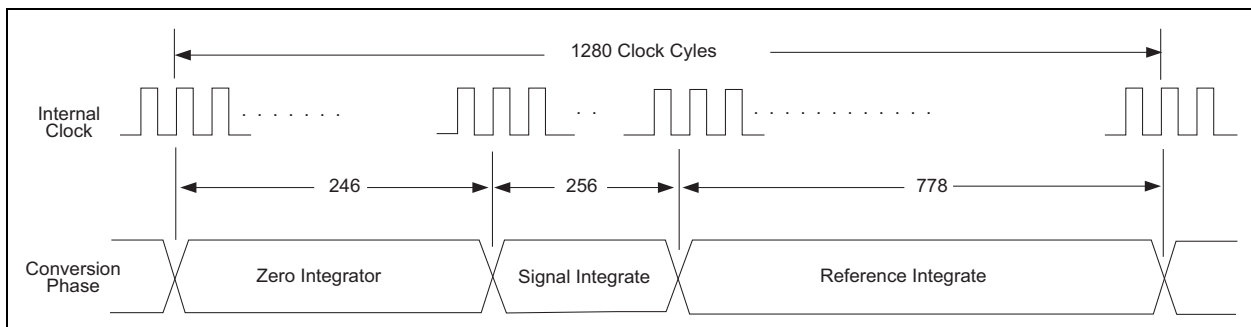 1280 Clock Cyles
Internal
Clock
246
256
778
Conversion
Phase
Zero Integrator
Signal Integrate
Reference Integrate